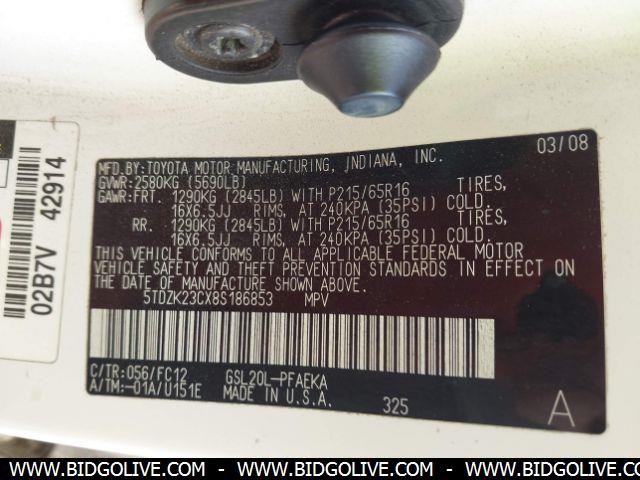 MFD.BY:TOYOTA MOTOR MANUFACTURING, INDIANA, INC. 03/08
GVWR:2580KG (5690LB)
GAWR:FRT. 1290KG (2845LB) WITH P215/65R16 TIRES,
16X6.5JJ RIMS, AT 240KPA (35PSI) COLD.
RR. 1290KG (2845LB) WITH P215/65R16 TIRES,
16X6.5JJ RIMS, AT 240KPA (35PSI) COLD.
THIS VEHICLE CONFORMS TO ALL APPLICABLE FEDERAL MOTOR
VEHICLE SAFETY AND THEFT PREVENTION STANDARDS IN EFFECT ON
THE DATE OF MANUFACTURE SHOWN ABOVE.
5TDZK23CX8S186853 MPV
C/TR:056/FC12 GSL20L-PFAEKA
A/TM:-01A/U151E MADE IN U.S.A. 325 A
02B7V 42914
WWW.BIDGOLIVE.COM - WWW.BIDGOLIVE.COM - WWW.BIDGOLIVE.COM